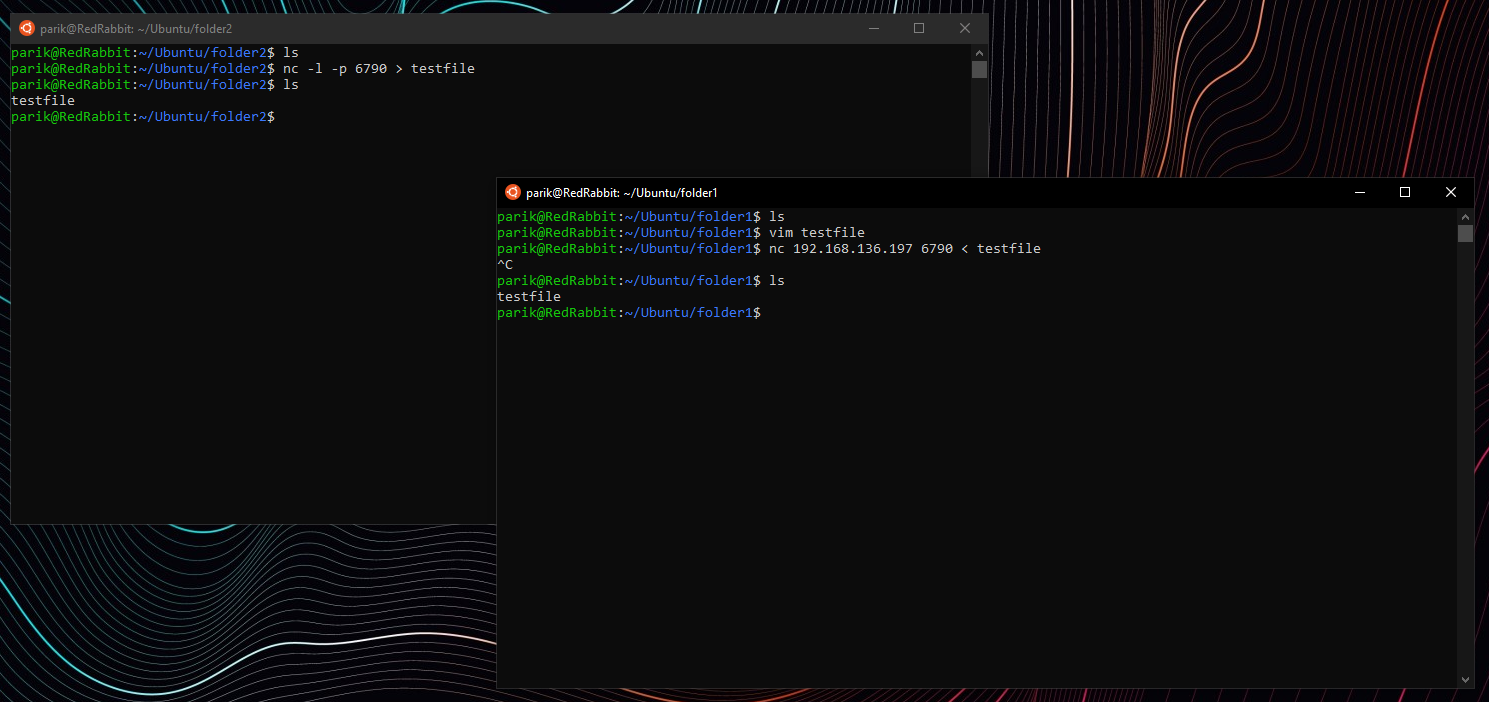 parik@RedRabbit: ~/Ubuntu/folder2
parik@RedRabbit:~/Ubuntu/folder2$ ls
parik@RedRabbit:~/Ubuntu/folder2$ nc -l -p 6790 > testfile
parik@RedRabbit:~/Ubuntu/folder2$ ls
testfile
parik@RedRabbit:~/Ubuntu/folder2$
parik@RedRabbit: ~/Ubuntu/folder1
parik@RedRabbit:~/Ubuntu/folder1$ ls
parik@RedRabbit:~/Ubuntu/folder1$ vim testfile
parik@RedRabbit:~/Ubuntu/folder1$ nc 192.168.136.197 6790 < testfile
^C
parik@RedRabbit:~/Ubuntu/folder1$ ls
testfile
parik@RedRabbit:~/Ubuntu/folder1$